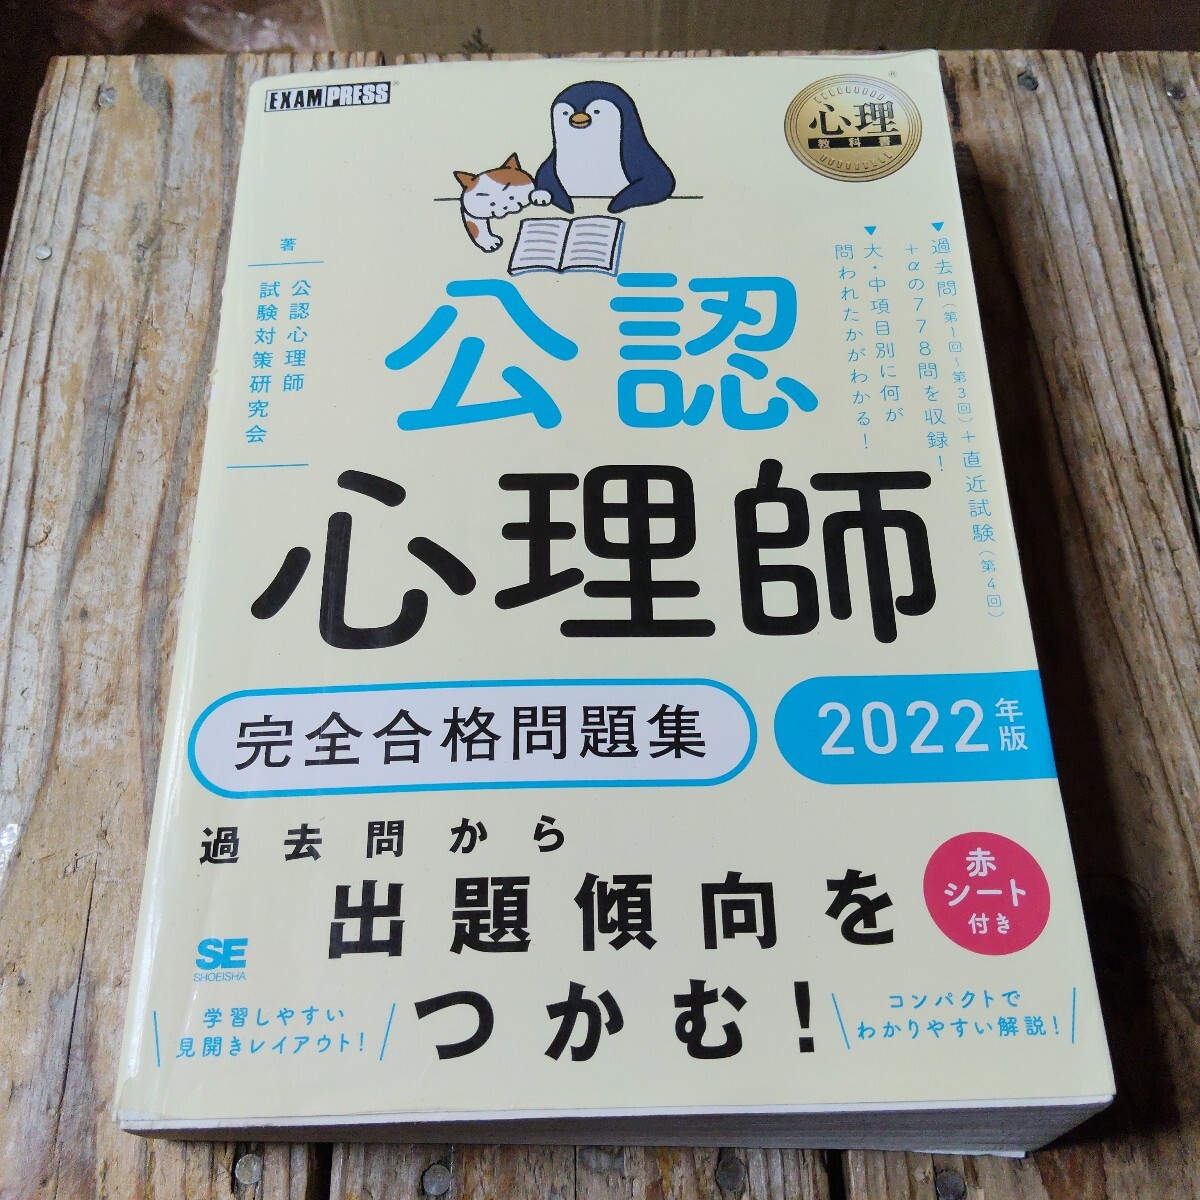 EXAMPRESS®
心理
教科書
®
▼過去問(第1回~第3回)+直近試験(第4回)
+αの778問を収録!
▼大・中項目別に何が
問われたかがわかる!
著
公認心理師
試験対策研究会
公認
心理師
完全合格問題集
2022年版
過去問から
出題傾向を
つかむ!
赤
シート
付き
SE
SHOEISHA
学習しやすい
見開きレイアウト!
コンパクトで
わかりやすい解説!